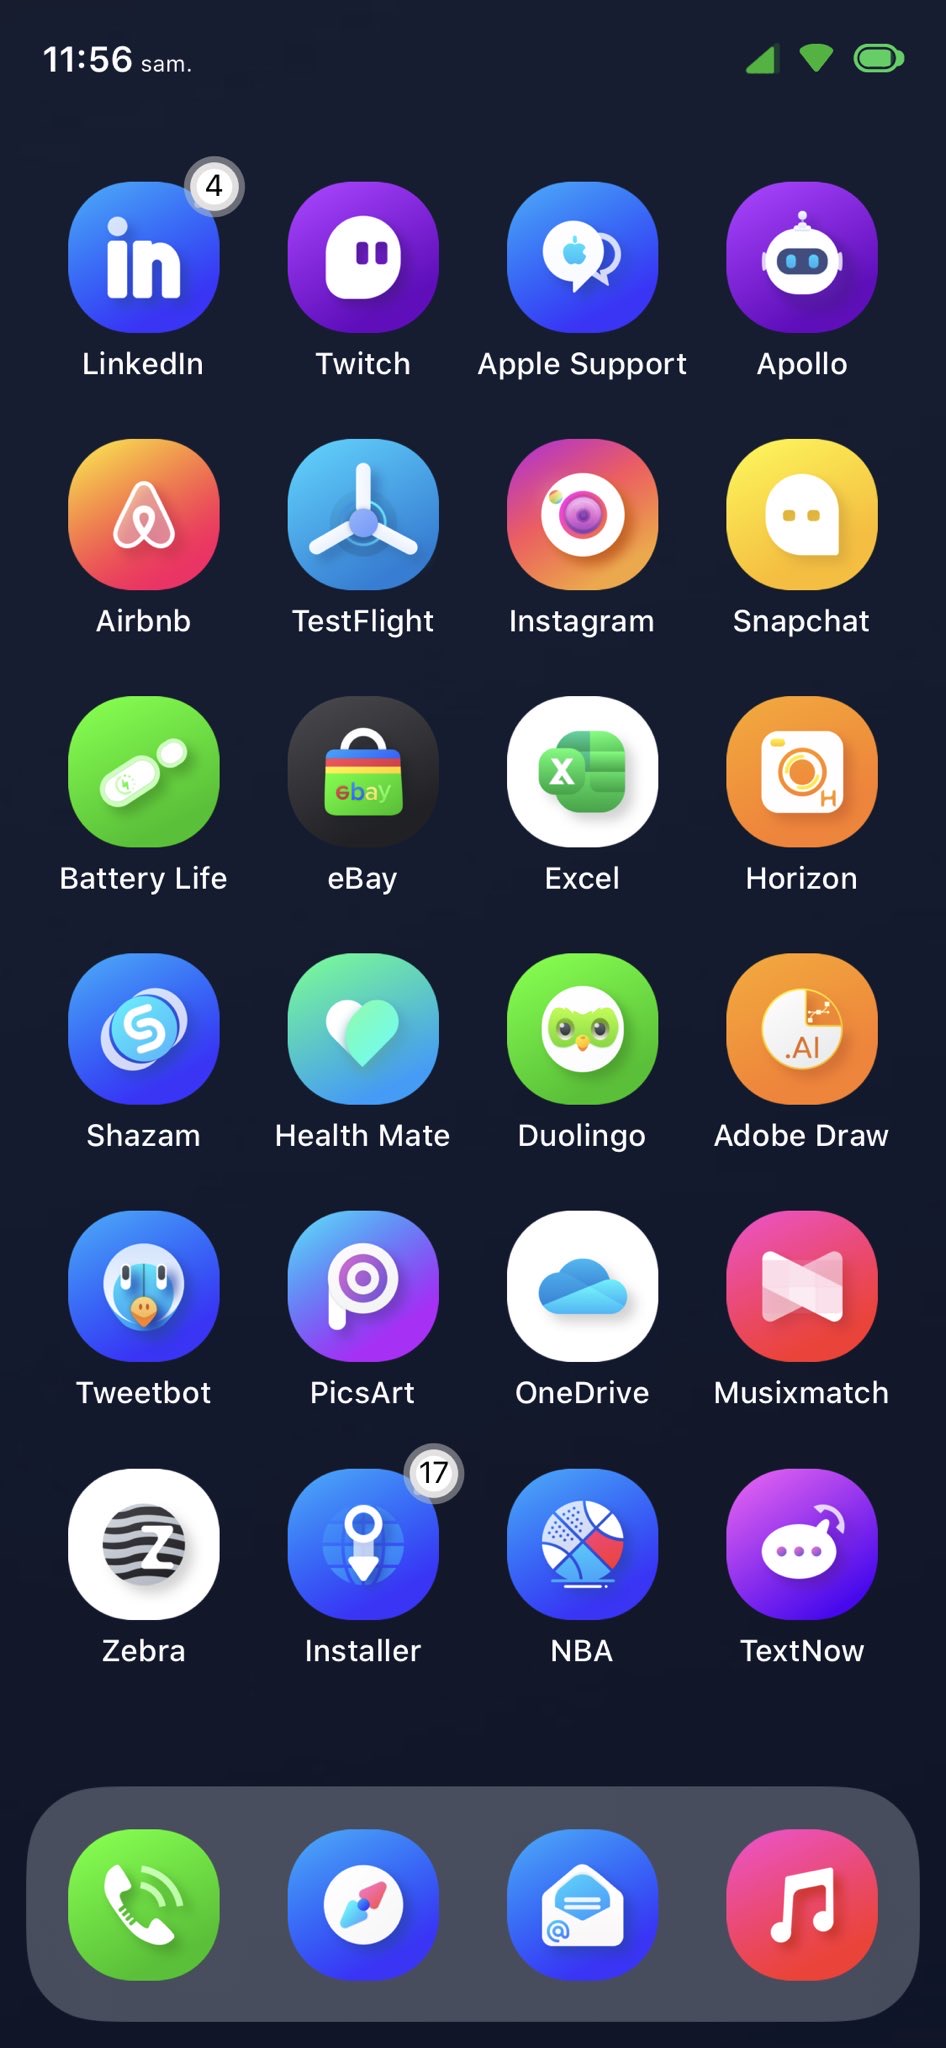 11:56 sam.
4
in
LinkedIn Twitch Apple Support Apollo
Airbnb TestFlight Instagram Snapchat
ebay
X
H
Battery Life eBay Excel Horizon
S
.AI
Shazam Health Mate Duolingo Adobe Draw
P
Tweetbot PicsArt OneDrive Musixmatch
17
Z
Zebra Installer NBA TextNow
@